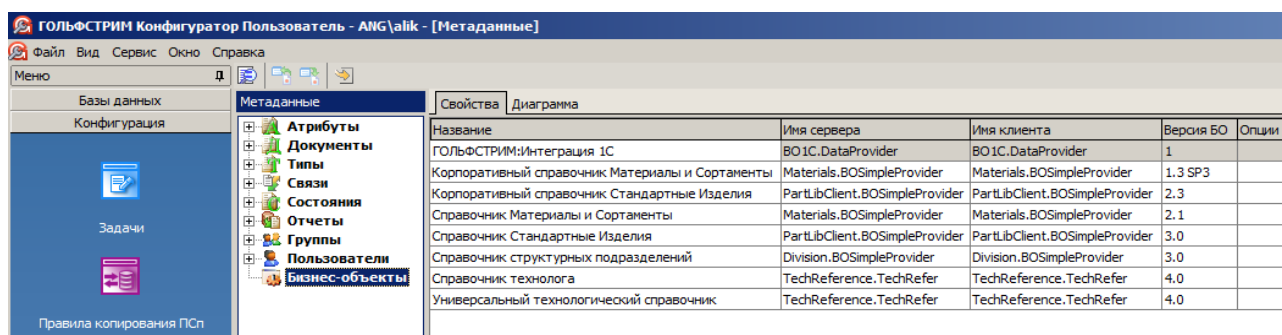 ГОЛЬФСТРИМ Конфигуратор Пользователь - ANG\alik - [Метаданные]
Файл Вид Сервис Окно Справка
Меню
Базы данных
Конфигурация
Задачи
Правила копирования ПСп
Метаданные
Атрибуты
Документы
Типы
Связи
Состояния
Отчеты
Группы
Пользователи
Бизнес-объекты
Свойства Диаграмма
Название Имя сервера Имя клиента Версия БО Опции
ГОЛЬФСТРИМ:Интеграция 1С BO1C.DataProvider BO1C.DataProvider 1
Корпоративный справочник Материалы и Сортаменты Materials.BOSimpleProvider Materials.BOSimpleProvider 1.3 SP3
Корпоративный справочник Стандартные Изделия PartLibClient.BOSimpleProvider PartLibClient.BOSimpleProvider 2.3
Справочник Материалы и Сортаменты Materials.BOSimpleProvider Materials.BOSimpleProvider 2.1
Справочник Стандартные Изделия PartLibClient.BOSimpleProvider PartLibClient.BOSimpleProvider 3.0
Справочник структурных подразделений Division.BOSimpleProvider Division.BOSimpleProvider 3.0
Справочник технолога TechReference.TechRefer TechReference.TechRefer 4.0
Универсальный технологический справочник TechReference.TechRefer TechReference.TechRefer 4.0